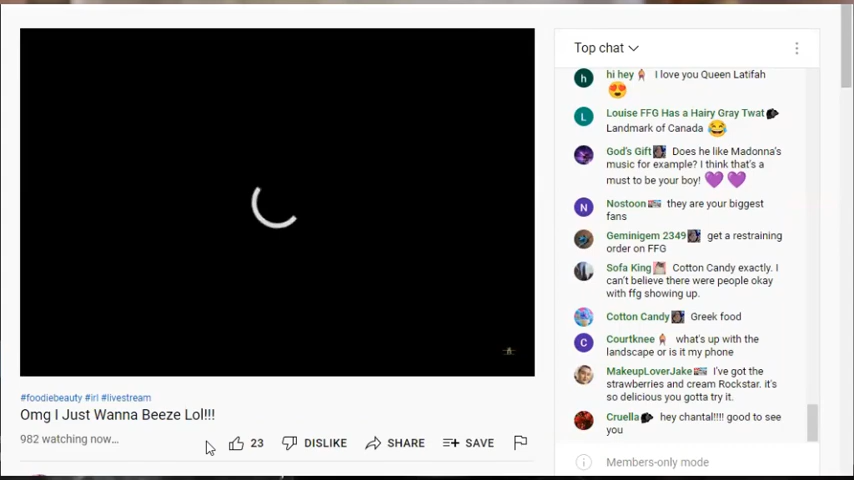 Top chat
hi hey I love you Queen Latifah
Louise FFG Has a Hairy Gray Twat
Landmark of Canada
God's Gift Does he like Madonna's
music for example? I think that's a
must to be your boy!
N
Nostoon they are your biggest
fans
Geminigem 2349 get a restraining
order on FFG
Sofa King Cotton Candy exactly. I
can't believe there were people okay
with ffg showing up.
Cotton Candy Greek food
C
Courtknee what's up with the
landscape or is it my phone
MakeupLoverJake I've got the
strawberries and cream Rockstar. it's
so delicious you gotta try it.
Cruella hey chantal!!!! good to see
you
Members-only mode
#foodiebeauty #irl #livestream
Omg I Just Wanna Beeze Lol!!!
982 watching now...
23 DISLIKE SHARE SAVE
h
L